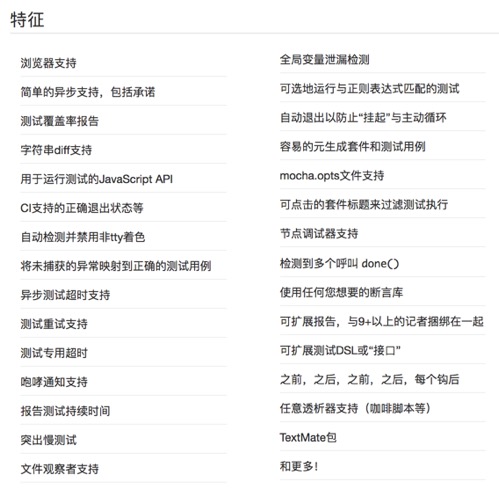 特征
浏览器支持
简单的异步支持，包括承诺
测试覆盖率报告
字符串diff支持
用于运行测试的JavaScript API
CI支持的正确退出状态等
自动检测并禁用非tty着色
将未捕获的异常映射到正确的测试用例
异步测试超时支持
测试重试支持
测试专用超时
咆哮通知支持
报告测试持续时间
突出慢测试
文件观察者支持
全局变量泄漏检测
可选地运行与正则表达式匹配的测试
自动退出以防止“挂起”与主动循环
容易的元生成套件和测试用例
mocha.opts文件支持
可点击的套件标题来过滤测试执行
节点调试器支持
检测到多个呼叫 done()
使用任何您想要的断言库
可扩展报告，与9+以上的记者捆绑在一起
可扩展测试DSL或“接口”
之前，之后，之前，之后，每个钩后
任意透析器支持（咖啡脚本等）
TextMate包
和更多！